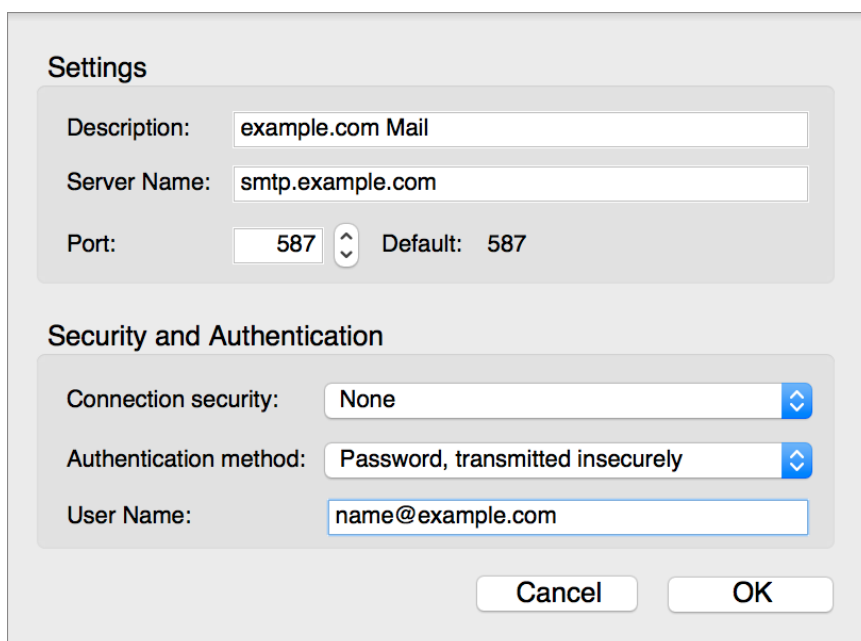 Settings
Description: example.com Mail
Server Name: smtp.example.com
Port: 587 Default: 587
Security and Authentication
Connection security: None
Authentication method: Password, transmitted insecurely
User Name: name@example.com
Cancel OK